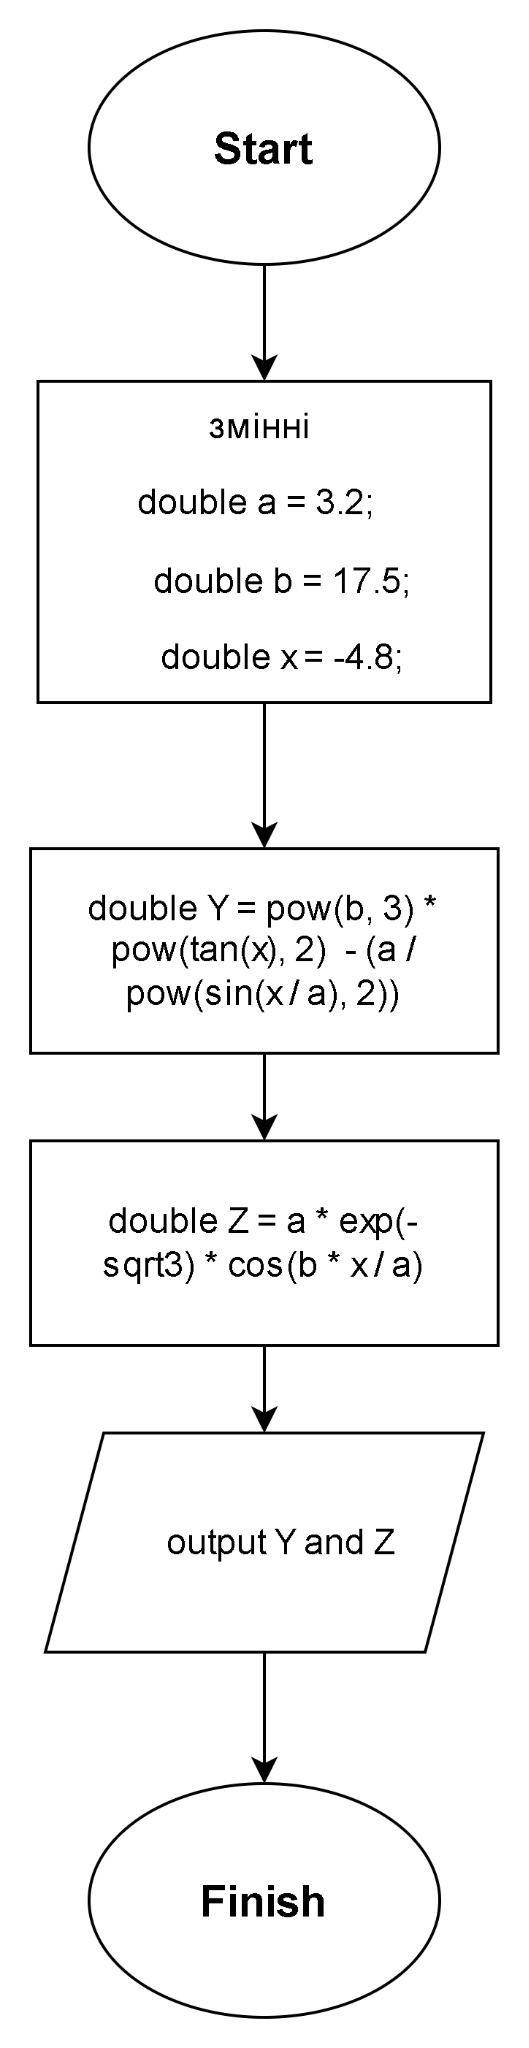 Start
змінні
double a = 3.2;
double b = 17.5;
double x = -4.8;
double Y = pow(b, 3) *
pow(tan(x), 2)  - (a /
pow(sin(x / a), 2))
double Z = a * exp(-
sqrt3) * cos(b * x / a)
output Y and Z
Finish